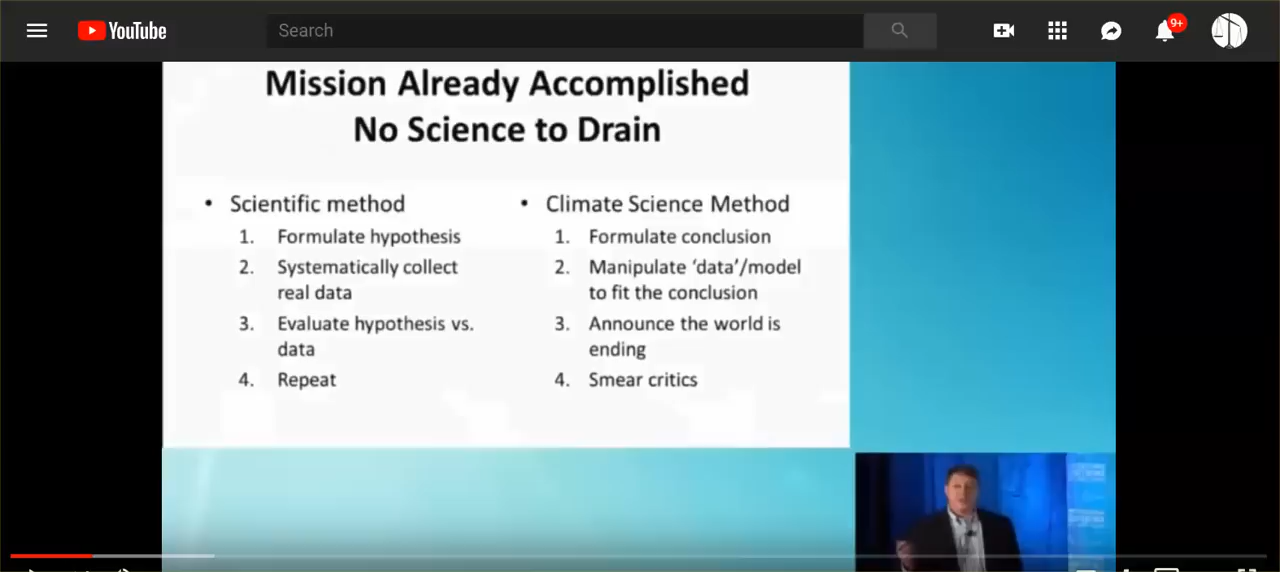 YouTube
Search
9+
Mission Already Accomplished
No Science to Drain
• Scientific method
1. Formulate hypothesis
2. Systematically collect
real data
3. Evaluate hypothesis vs.
data
4. Repeat
• Climate Science Method
1. Formulate conclusion
2. Manipulate ‘data’/model
to fit the conclusion
3. Announce the world is
ending
4. Smear critics